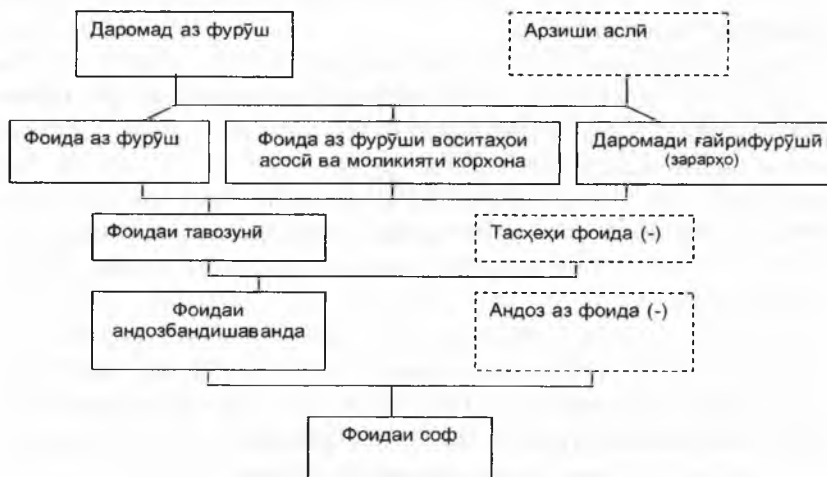 Даромад аз фурӯш
Арзиши аслӣ
Фоида аз фурӯш
Фоида аз фурӯши воситаҳои
асосӣ ва моликияти корхона
Даромади ғайрифурӯшӣ
(зарарҳо)
Фоидаи тавозунӣ
Тасҳеҳи фоида (-)
Фоидаи
андозбандишаванда
Андоз аз фоида (-)
Фоидаи соф